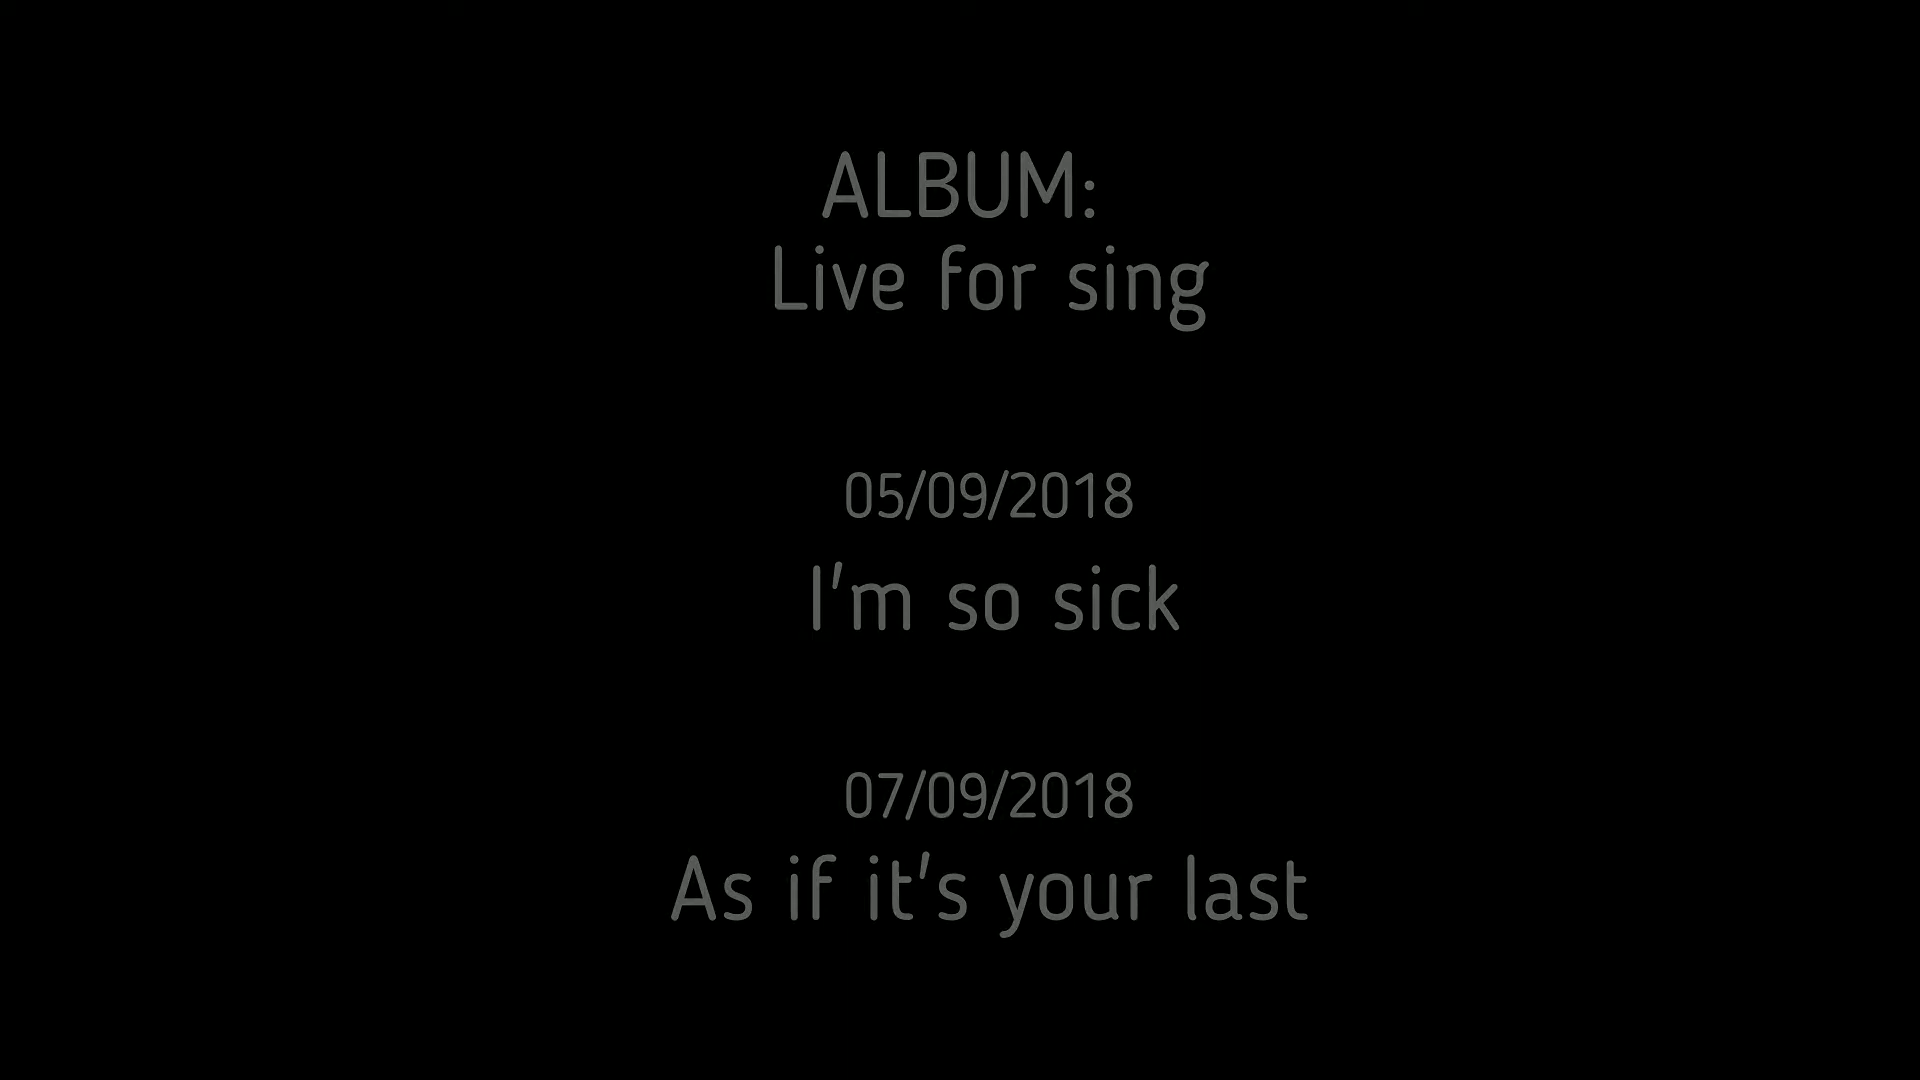 ALBUM:
Live for sing
05/09/2018
I'm so sick
07/09/2018
As if it's your last